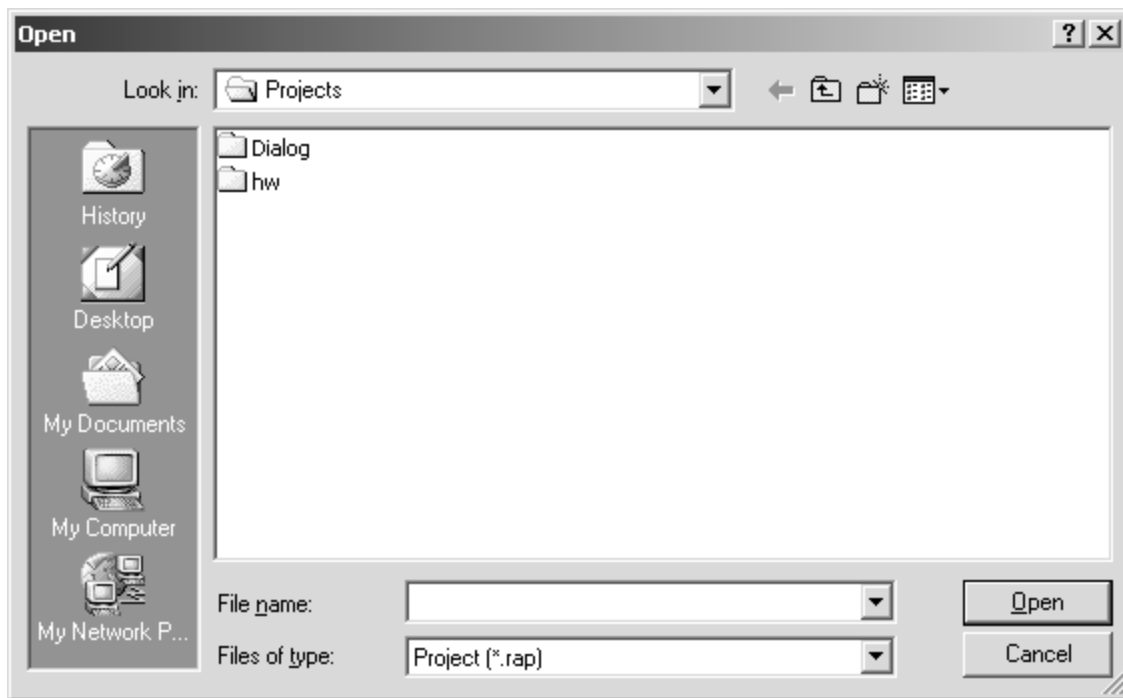 Open
Look in: Projects
Dialog
hw
History
Desktop
My Documents
My Computer
My Network P...
File name:
Open
Files of type: Project (*.rap)
Cancel